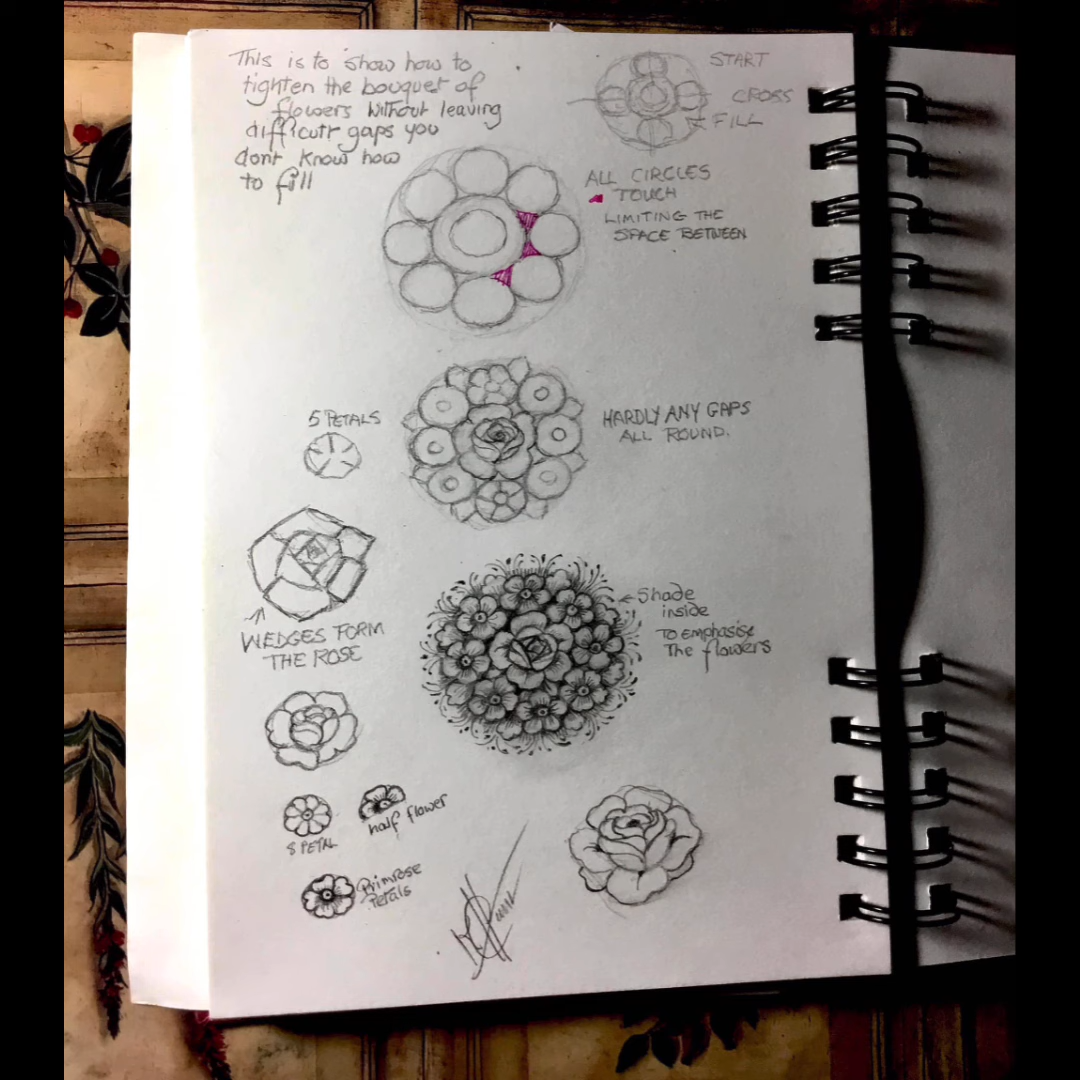 This is to show how to
tighten the bouquet of
flowers without leaving
difficutr gaps you
dont know how
to fill
START
CROSS
FILL
ALL CIRCLES
TOUCH
LIMITING THE
SPACE BETWEEN
5 PETALS
HARDLY ANY GAPS
ALL ROUND.
WEDGES FORM
THE ROSE
Shade
inside
TO emphasise
The flowers
8 PETAL
half flower
Primrose
Petals